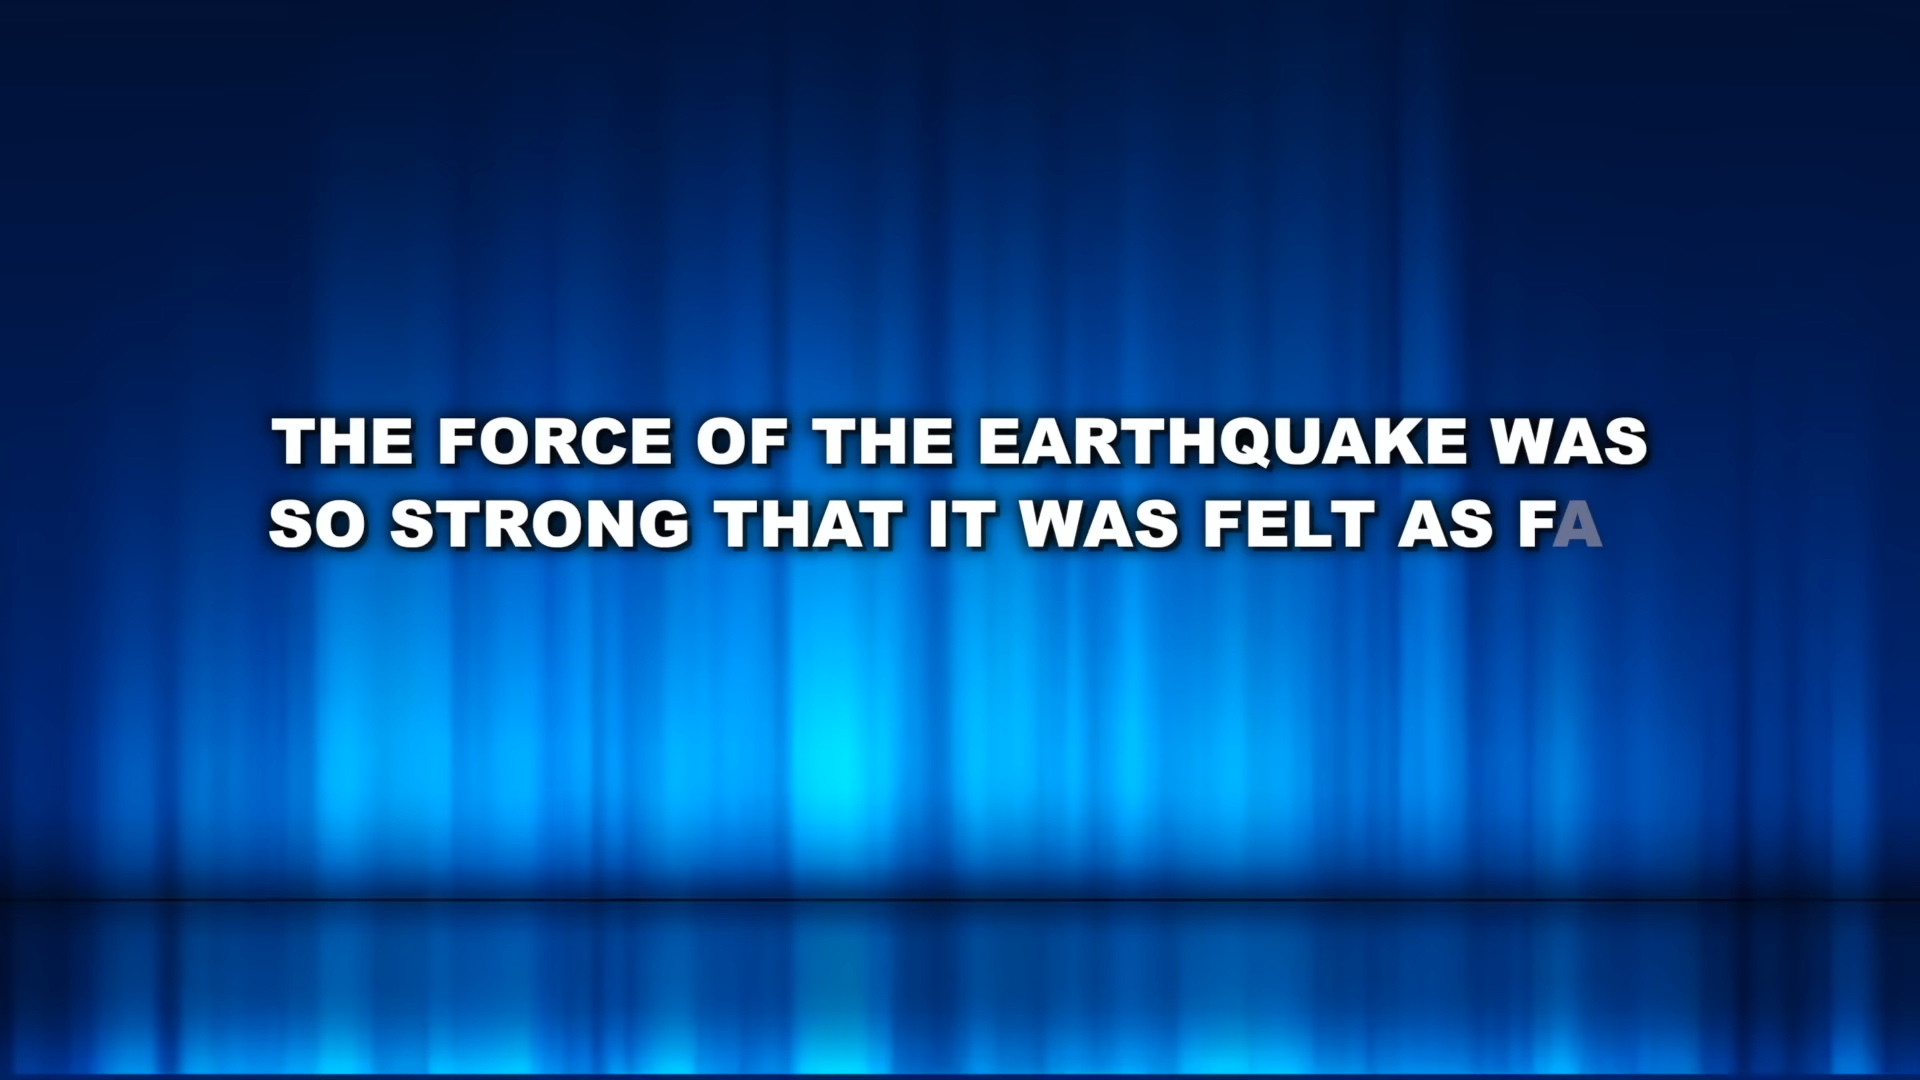 THE FORCE OF THE EARTHQUAKE WAS
SO STRONG THAT IT WAS FELT AS FA